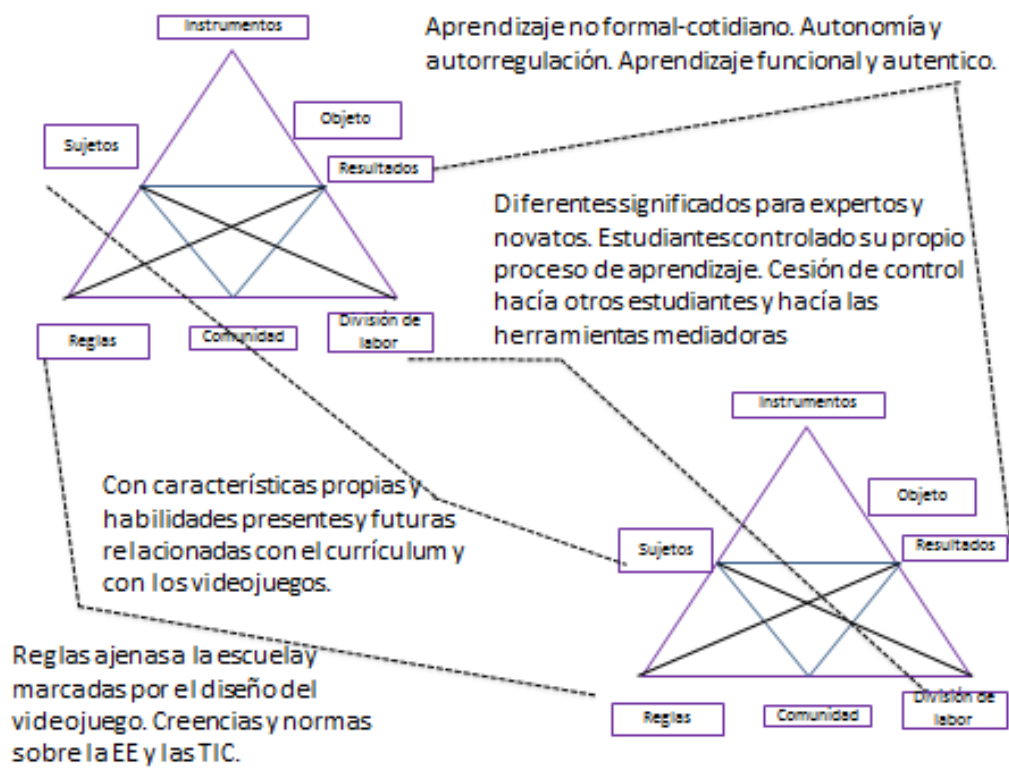 Instrumentos
Aprendizaje no formal-cotidiano. Autonomía y
autorregulación. Aprendizaje funcional y autentico.
Objeto
Sujetos
Resultados
Diferentes significados para expertos y
novatos. Estudiantes controlado su propio
proceso de aprendizaje. Cesión de control
hacía otros estudiantes y hacía las
herramientas mediadoras
Reglas
Comunidad
División de
labor
Instrumentos
Con características propias y
habilidades presentes y futuras
relacionadas con el currículum y
con los videojuegos.
Objeto
Sujetos
Resultados
Reglas ajenas a la escuela y
marcadas por el diseño del
videojuego. Creencias y normas
sobre la EE y las TIC.
Reglas
Comunidad
División de
labor